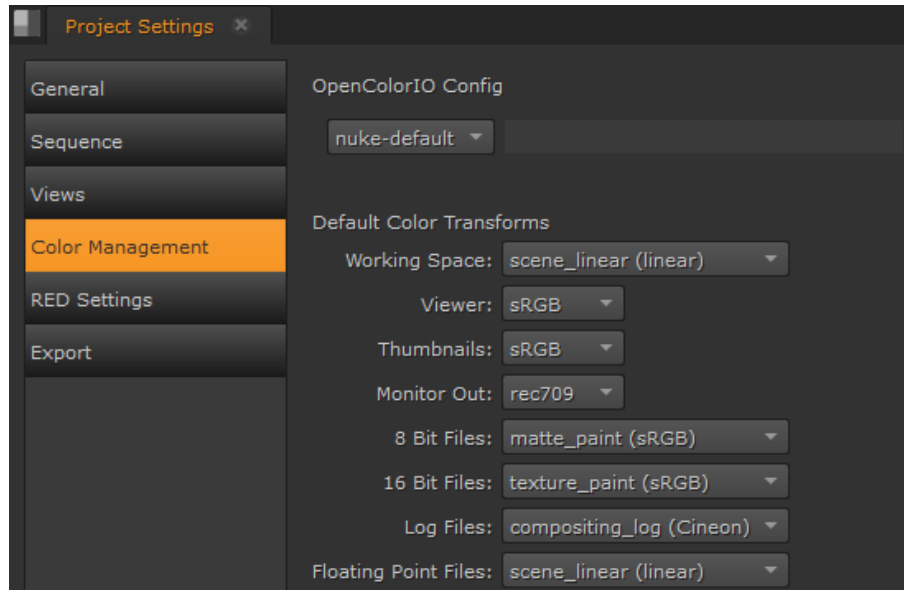 Project Settings
General
Sequence
Views
Color Management
RED Settings
Export
OpenColorIO Config
nuke-default
Default Color Transforms
Working Space: scene_linear (linear)
Viewer: sRGB
Thumbnails: sRGB
Monitor Out: rec709
8 Bit Files: matte_paint (sRGB)
16 Bit Files: texture_paint (sRGB)
Log Files: compositing_log (Cineon)
Floating Point Files: scene_linear (linear)